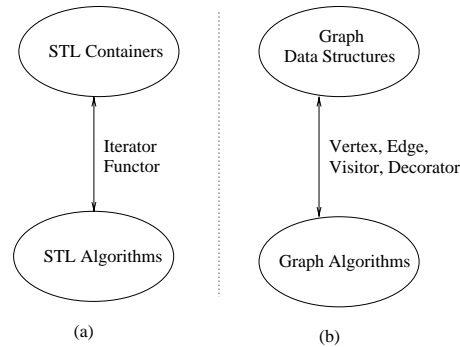 STL Containers
Iterator
Functor
STL Algorithms
(a)
Graph
Data Structures
Vertex, Edge,
Visitor, Decorator
Graph Algorithms
(b)